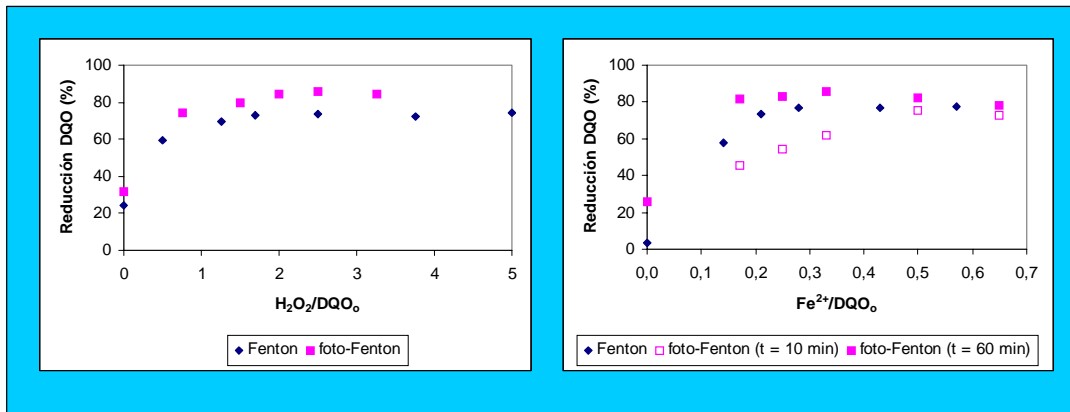 Reducción DQO (%)
100
80
60
40
20
0
0 1 2 3 4 5
H₂O₂/DQOₒ
Fenton foto-Fenton
Reducción DQO (%)
100
80
60
40
20
0
0,0 0,1 0,2 0,3 0,4 0,5 0,6 0,7
Fe²⁺/DQOₒ
Fenton foto-Fenton (t = 10 min) foto-Fenton (t = 60 min)